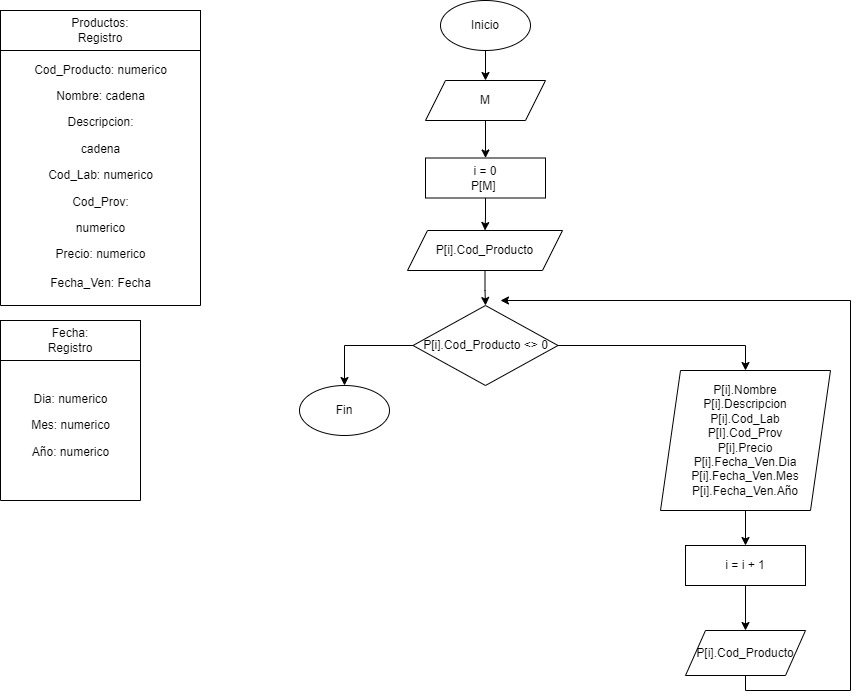 Productos:
Registro
Cod_Producto: numerico
Nombre: cadena
Descripcion:
cadena
Cod_Lab: numerico
Cod_Prov:
numerico
Precio: numerico
Fecha_Ven: Fecha
Fecha:
Registro
Dia: numerico
Mes: numerico
Año: numerico
Inicio
M
i = 0
P[M]
P[i].Cod_Producto
P[i].Cod_Producto <> 0
Fin
P[i].Nombre
P[i].Descripcion
P[i].Cod_Lab
P[I].Cod_Prov
P[i].Precio
P[i].Fecha_Ven.Dia
P[i].Fecha_Ven.Mes
P[i].Fecha_Ven.Año
i = i + 1
P[i].Cod_Producto